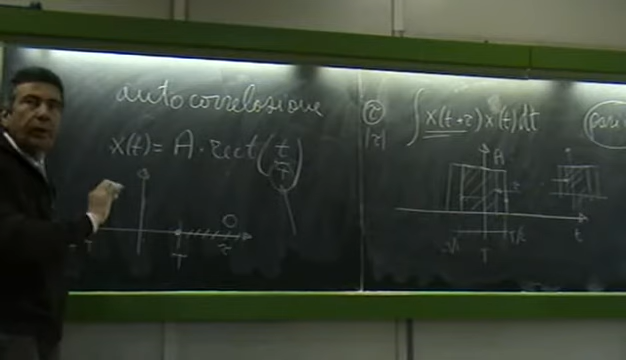 autocorrelazione
x(t) = A · rect(t/T)
T
τ
O
τ
|τ|
∫ x(t+τ) x(t) dt
A
T
t
t